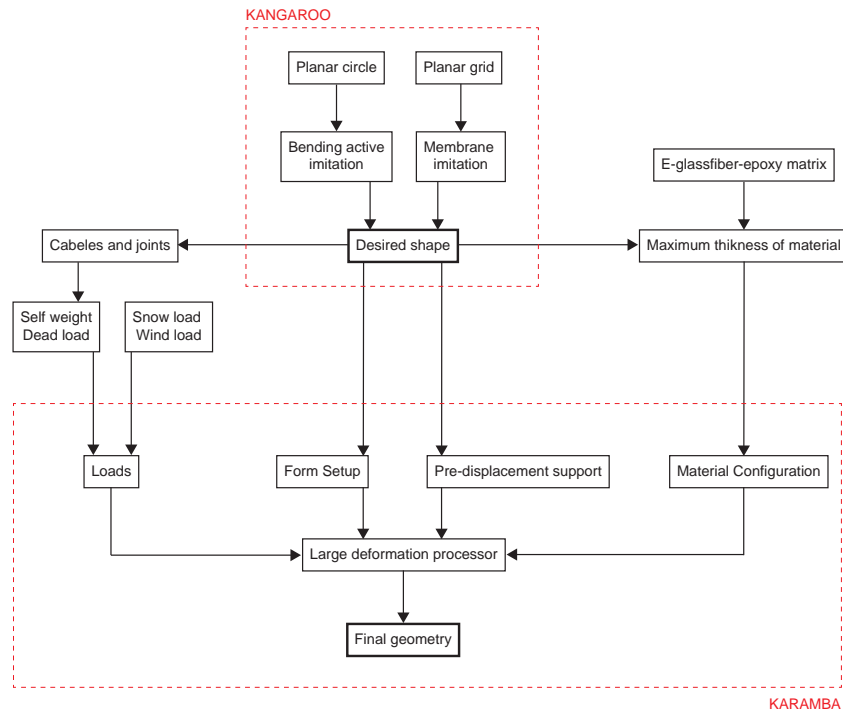 KANGAROO
Planar circle
Planar grid
Bending active
imitation
Membrane
imitation
E-glassfiber-epoxy matrix
Cabeles and joints
Desired shape
Maximum thikness of material
Self weight
Dead load
Snow load
Wind load
Loads
Form Setup
Pre-displacement support
Material Configuration
Large deformation processor
Final geometry
KARAMBA